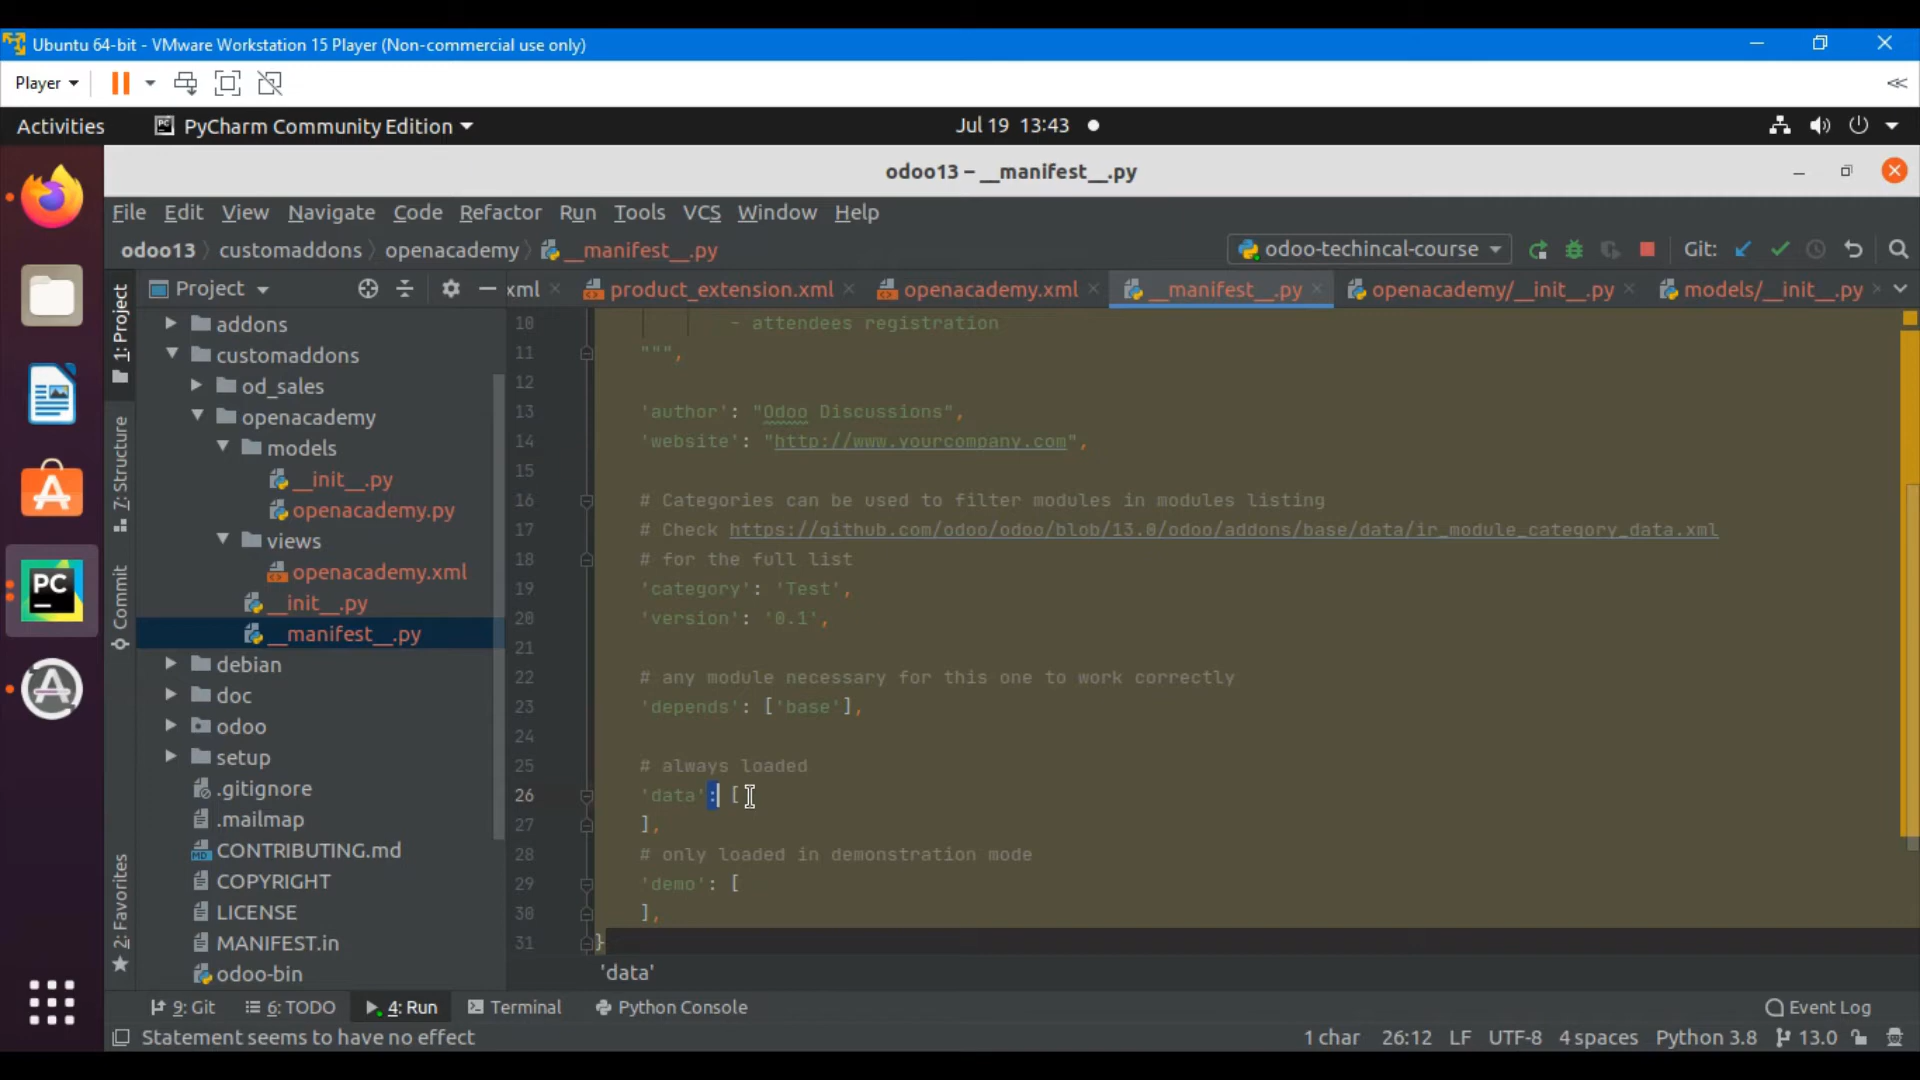 Ubuntu 64-bit - VMware Workstation 15 Player (Non-commercial use only)
Player
Activities PyCharm Community Edition Jul 19 13:43
odoo13 – __manifest__.py
File Edit View Navigate Code Refactor Run Tools VCS Window Help
odoo13 customaddons openacademy __manifest__.py odoo-techincal-course Git:
Project xml product_extension.xml openacademy.xml __manifest__.py openacademy/__init__.py models/__init__.py
1: Project
7: Structure
Commit
2: Favorites
addons
customaddons
od_sales
openacademy
models
__init__.py
openacademy.py
views
openacademy.xml
__init__.py
__manifest__.py
debian
doc
odoo
setup
.gitignore
.mailmap
CONTRIBUTING.md
COPYRIGHT
LICENSE
MANIFEST.in
odoo-bin
10 - attendees registration
11 """,
12
13 'author': "Odoo Discussions",
14 'website': "http://www.yourcompany.com",
15
16 # Categories can be used to filter modules in modules listing
17 # Check https://github.com/odoo/odoo/blob/13.0/odoo/addons/base/data/ir_module_category_data.xml
18 # for the full list
19 'category': 'Test',
20 'version': '0.1',
21
22 # any module necessary for this one to work correctly
23 'depends': ['base'],
24
25 # always loaded
26 'data': [
27 ],
28 # only loaded in demonstration mode
29 'demo': [
30 ],
31 }
'data'
9: Git 6: TODO 4: Run Terminal Python Console Event Log
Statement seems to have no effect 1 char 26:12 LF UTF-8 4 spaces Python 3.8 13.0